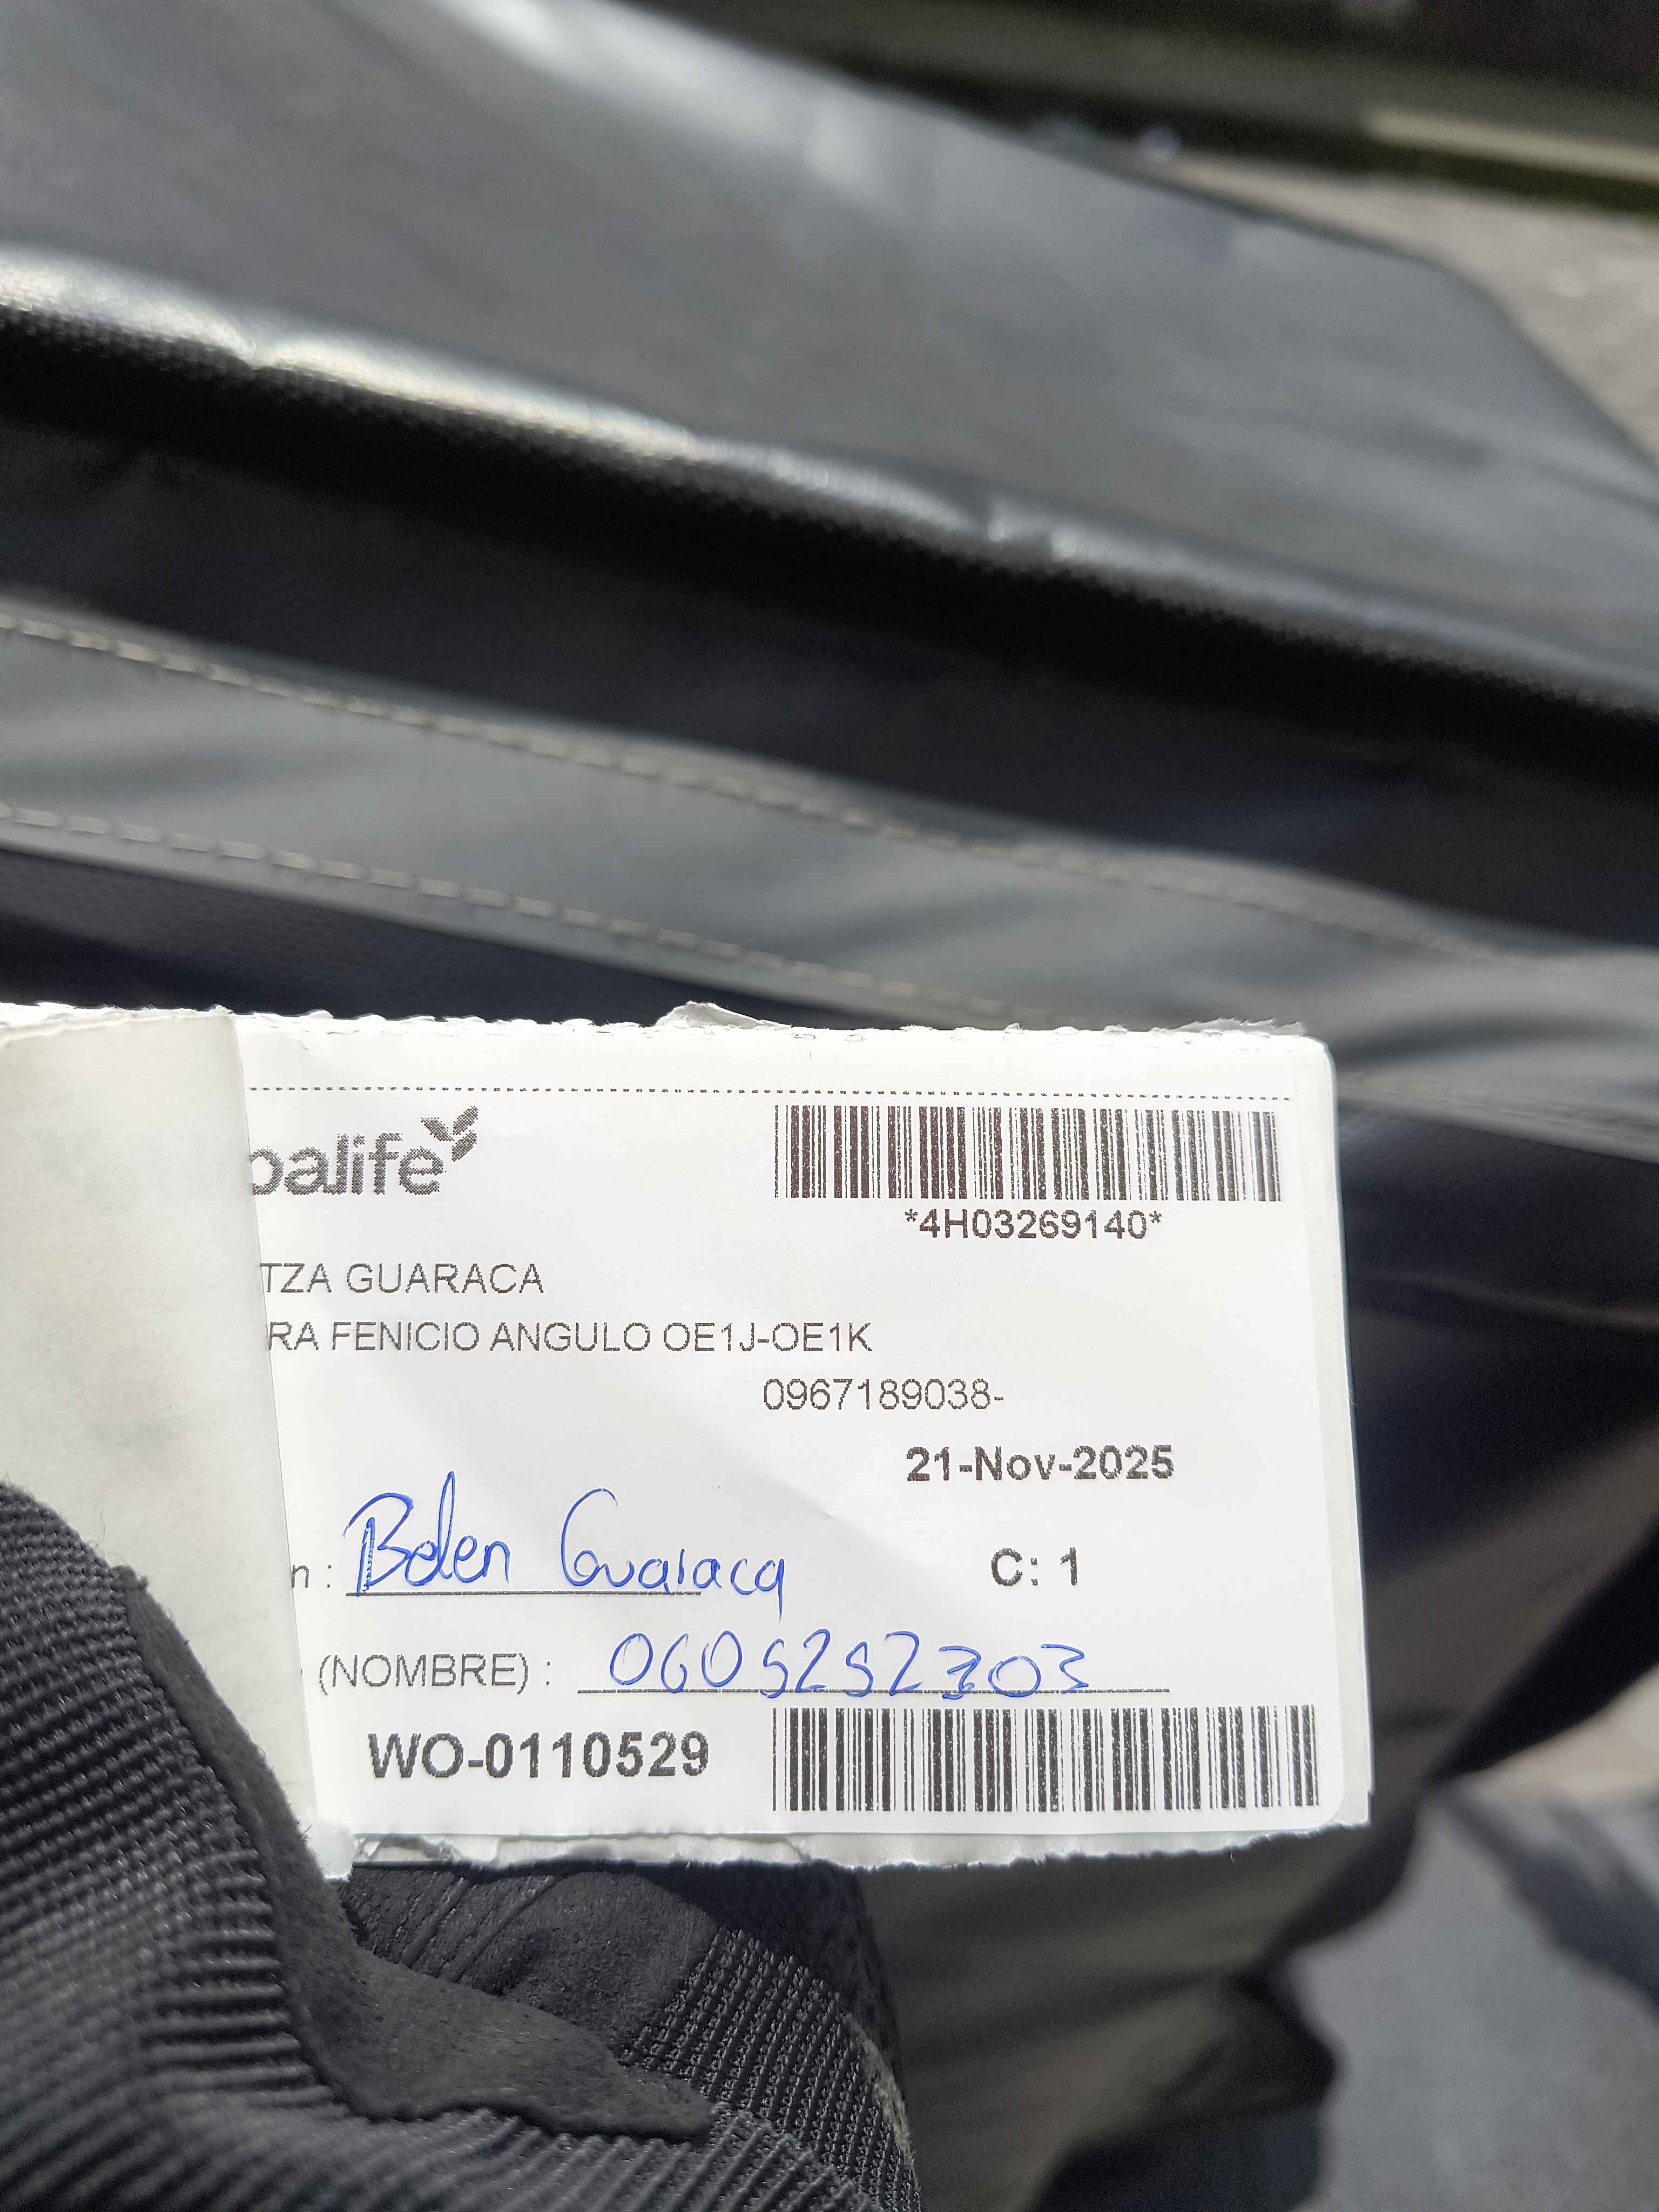 balife
*4H03269140*
TZA GUARACA
RA FENICIO ANGULO OE1J-OE1K
0967189038-
21-Nov-2025
n : Belen Guaraca
C: 1
(NOMBRE) : 0605252303
WO-0110529